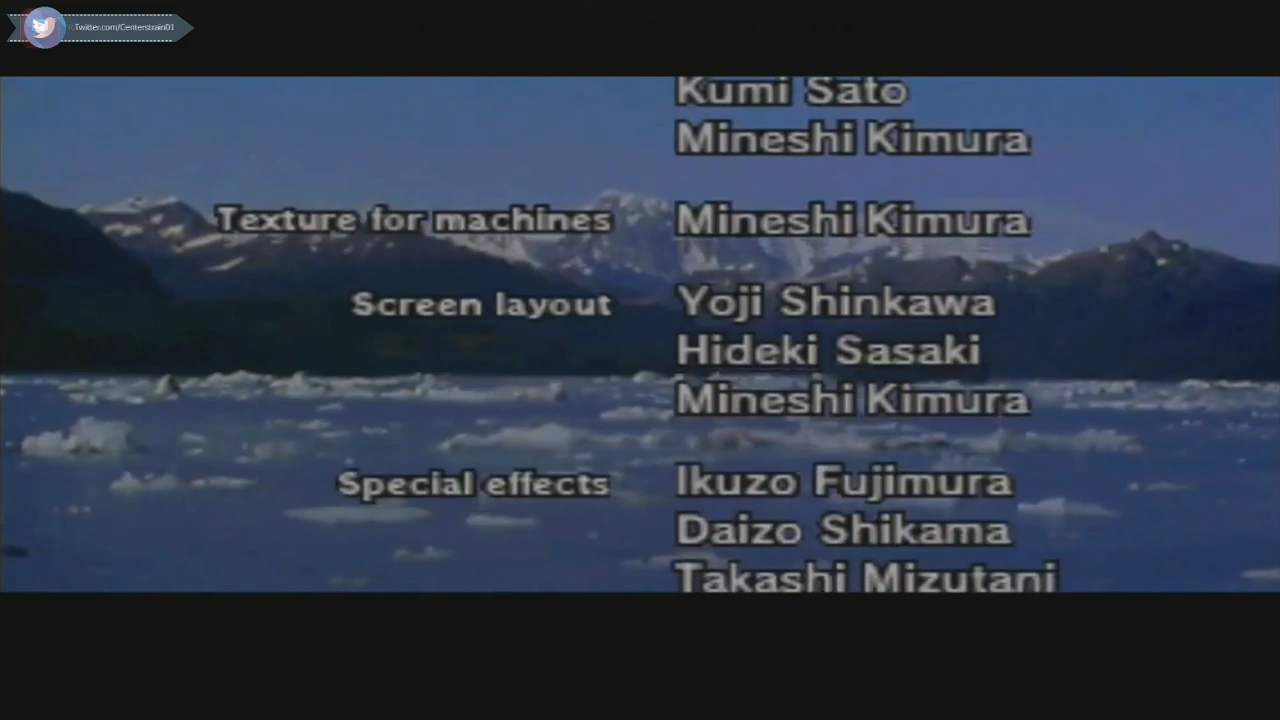 Twitter.com/Centerstrain01
Kumi Sato
Mineshi Kimura
Texture for machines Mineshi Kimura
Screen layout Yoji Shinkawa
Hideki Sasaki
Mineshi Kimura
Special effects Ikuzo Fujimura
Daizo Shikama
Takashi Mizutani